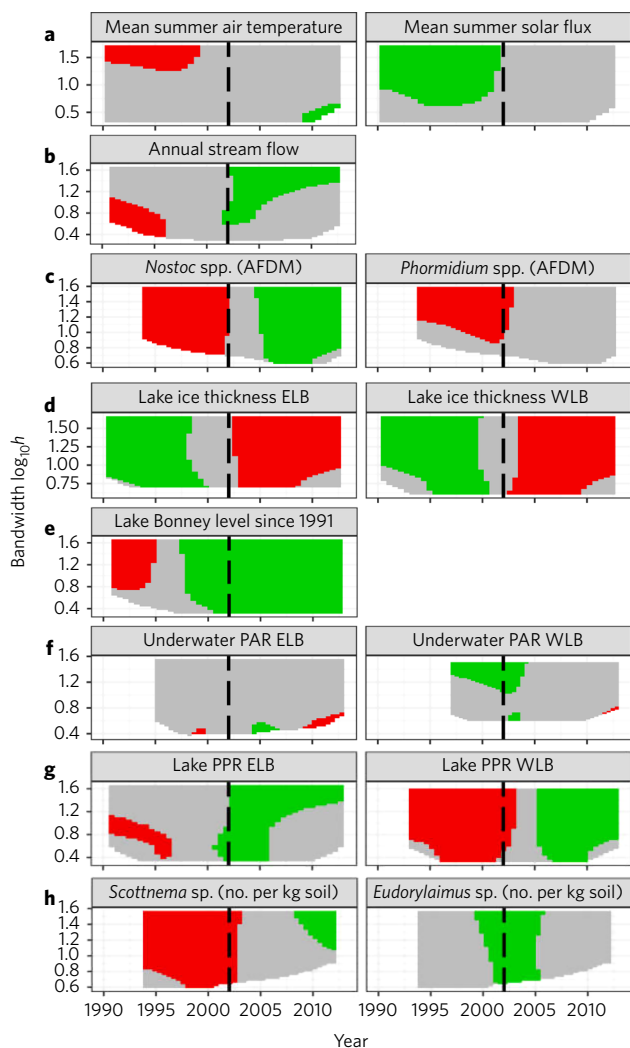 a
Mean summer air temperature
Mean summer solar flux
1.5
1.0
0.5
1990 1995 2000 2005 2010
b
Annual stream flow
1.6
1.2
0.8
0.4
c
Nostoc spp. (AFDM)
Phormidium spp. (AFDM)
1.6
1.4
1.2
1.0
0.8
0.6
d
Lake ice thickness ELB
Lake ice thickness WLB
1.50
1.25
1.00
0.75
Bandwidth log10h
e
Lake Bonney level since 1991
1.6
1.2
0.8
0.4
f
Underwater PAR ELB
Underwater PAR WLB
1.6
1.2
0.8
0.4
g
Lake PPR ELB
Lake PPR WLB
1.6
1.2
0.8
0.4
h
Scottnema sp. (no. per kg soil)
Eudorylaimus sp. (no. per kg soil)
1.6
1.4
1.2
1.0
0.8
0.6
1990 1995 2000 2005 2010
1990 1995 2000 2005 2010
Year